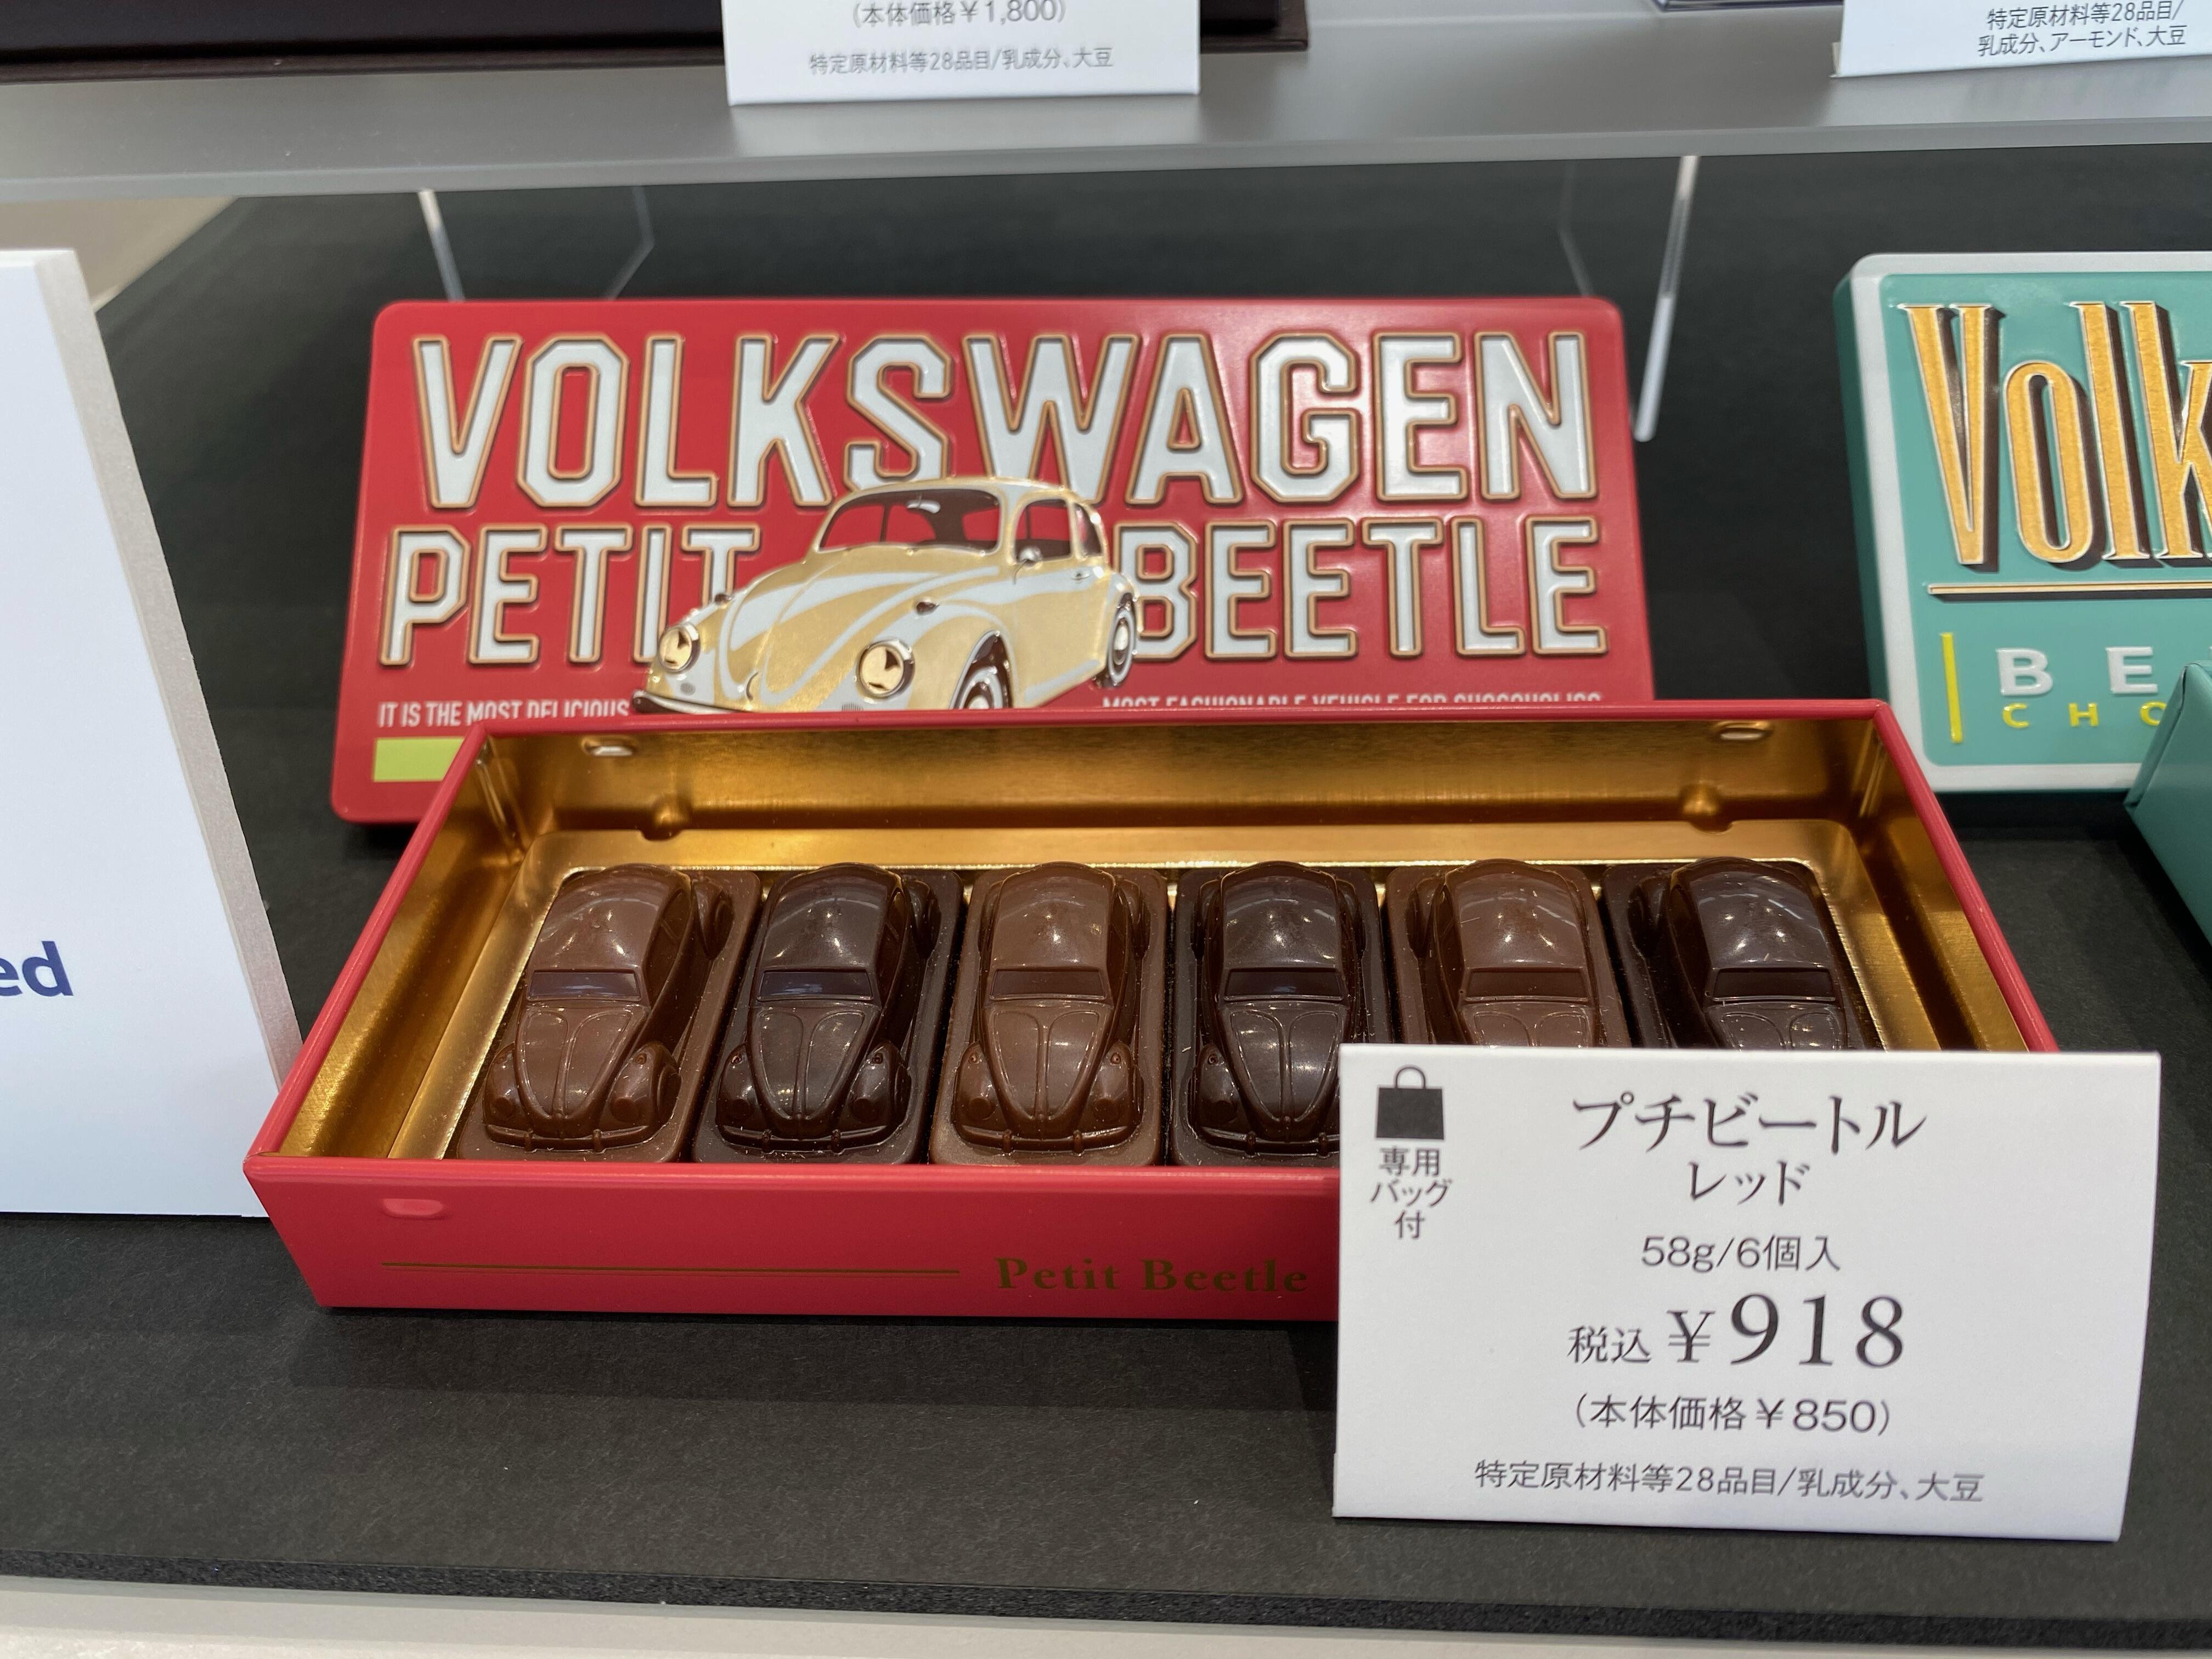 (本体価格￥1,800)
特定原材料等28品目/乳成分、大豆
特定原材料等28品目/
乳成分、アーモンド、大豆
VOLKSWAGEN
PETIT BEETLE
IT IS THE MOST DELICIOUS
MOST FASHIONABLE VEHICLE FOR CHOCOHOLICS
Volk
BE
CHO
ed
Petit Beetle
専用
バッグ
付
プチビートル
レッド
58g/6個入
税込￥918
(本体価格￥850)
特定原材料等28品目/乳成分、大豆